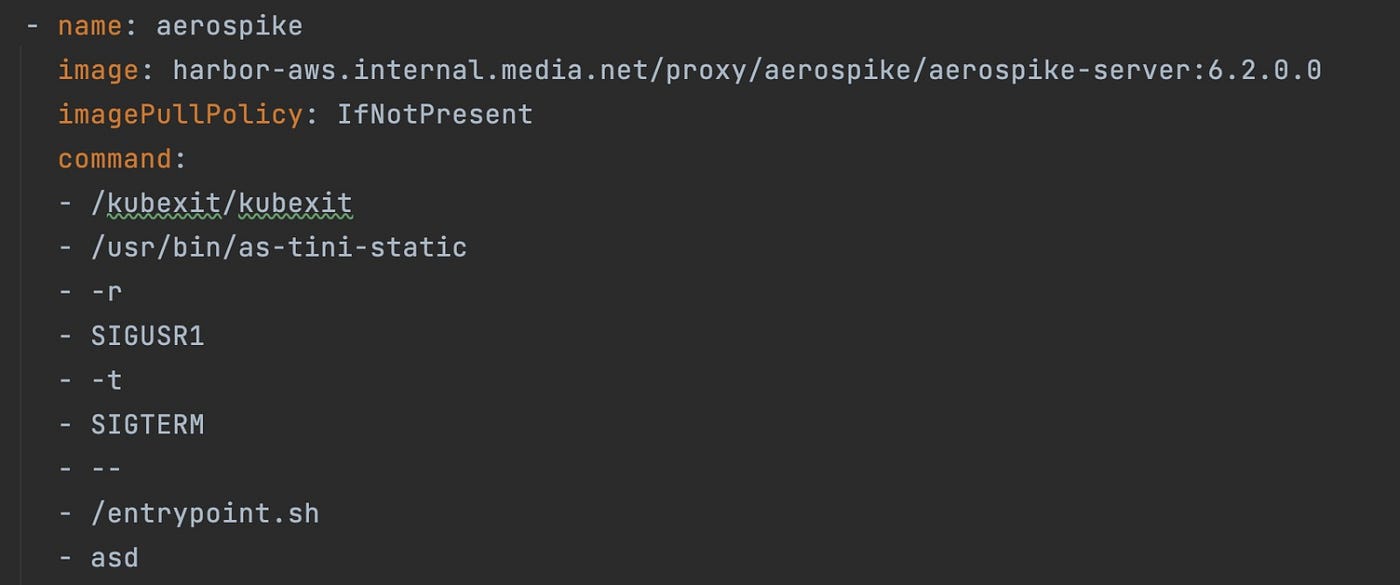 - name: aerospike
image: harbor-aws.internal.media.net/proxy/aerospike/aerospike-server:6.2.0.0
imagePullPolicy: IfNotPresent
command:
- /kubexit/kubexit
- /usr/bin/as-tini-static
- -r
- SIGUSR1
- -t
- SIGTERM
- --
- /entrypoint.sh
- asd